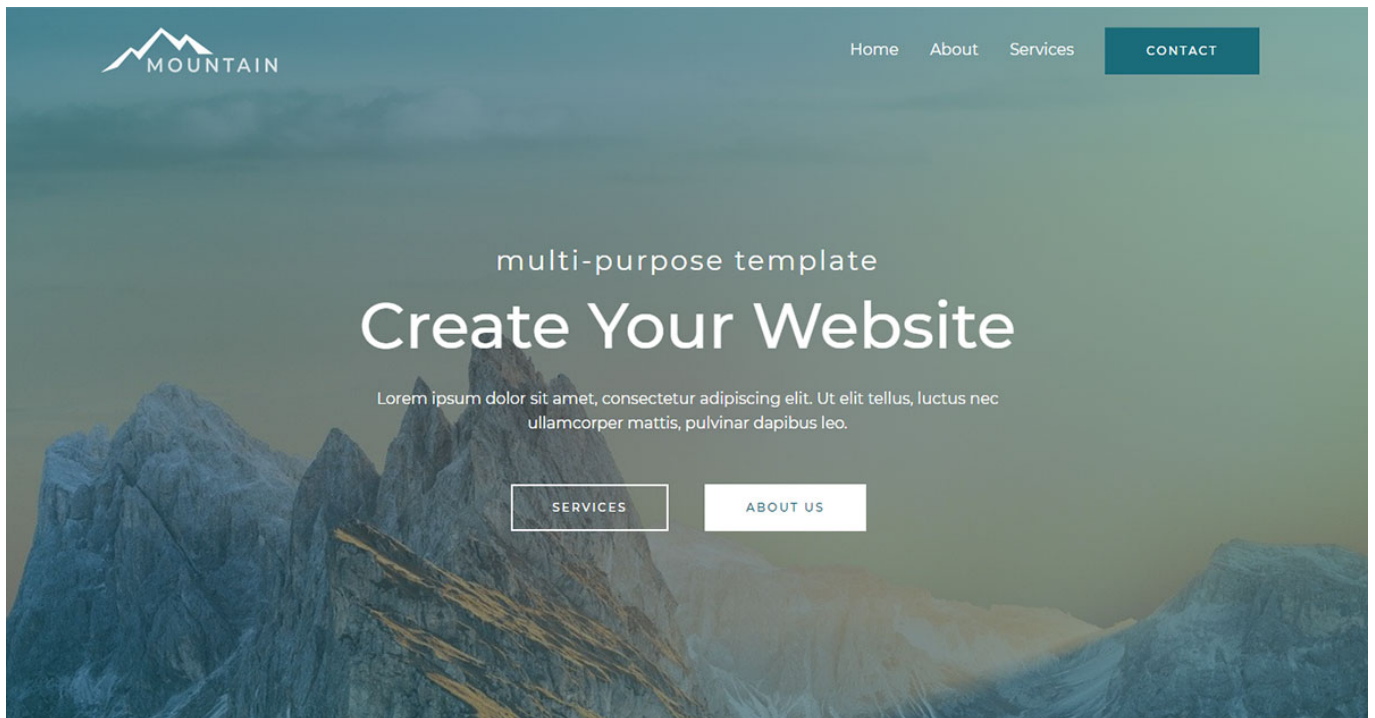 MOUNTAIN
Home About Services CONTACT
multi-purpose template
Create Your Website
Lorem ipsum dolor sit amet, consectetur adipiscing elit. Ut elit tellus, luctus nec
ullamcorper mattis, pulvinar dapibus leo.
SERVICES ABOUT US